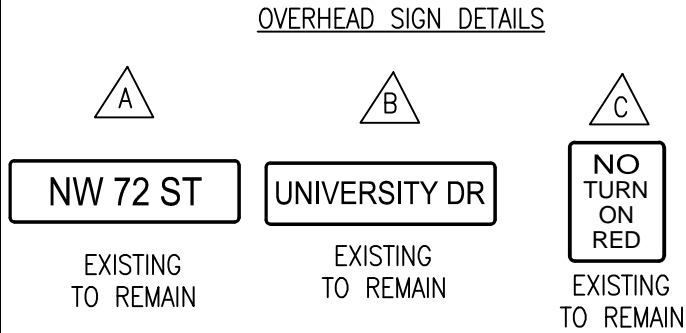 OVERHEAD SIGN DETAILS
A
B
C
NW 72 ST
UNIVERSITY DR
NO
TURN
ON
RED
EXISTING
TO REMAIN
EXISTING
TO REMAIN
EXISTING
TO REMAIN